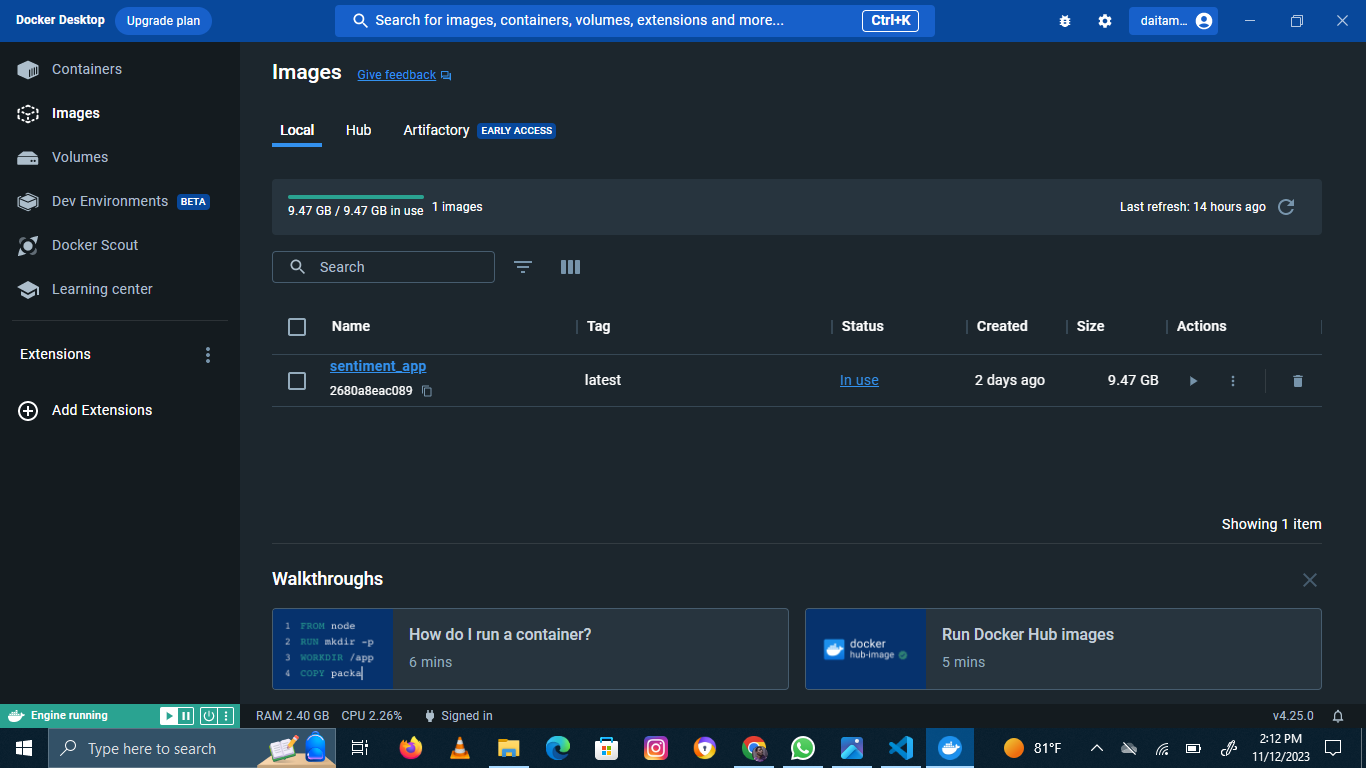 Docker Desktop
Upgrade plan
Search for images, containers, volumes, extensions and more...
Ctrl+K
daitam...
Containers
Images
Volumes
Dev Environments BETA
Docker Scout
Learning center
Extensions
Add Extensions
Images
Give feedback
Local Hub Artifactory EARLY ACCESS
9.47 GB / 9.47 GB in use
1 images
Last refresh: 14 hours ago
Search
Name Tag Status Created Size Actions
sentiment_app
2680a8eac089
latest
In use
2 days ago
9.47 GB
Showing 1 item
Walkthroughs
1 FROM node
2 RUN mkdir -p
3 WORKDIR /app
4 COPY packa
How do I run a container?
6 mins
docker
hub-image
Run Docker Hub images
5 mins
Engine running
RAM 2.40 GB CPU 2.26% Signed in
v4.25.0
Type here to search
81°F
2:12 PM
11/12/2023